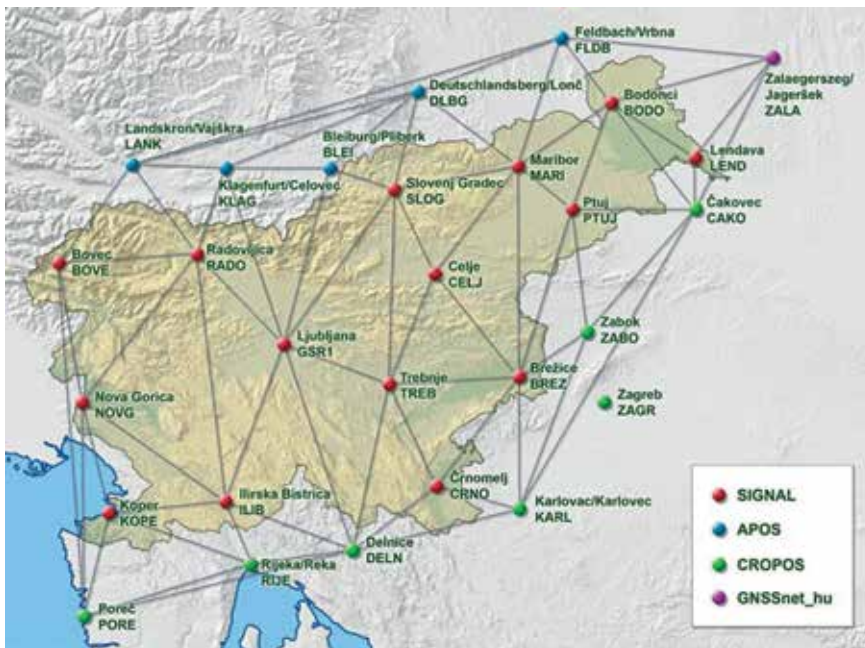 Feldbach/Vrbna
FLDB
Zalaegerszeg/
Jageršek
ZALA
Deutschlandsberg/Lonč
DLBG
Bodonci
BODO
Landskron/Vajškra
LANK
Bleiburg/Pliberk
BLEI
Klagenfurt/Celovec
KLAG
Maribor
MARI
Lendava
LEND
Slovenj Gradec
SLOG
Ptuj
PTUJ
Čakovec
CAKO
Bovec
BOVE
Radovljica
RADO
Celje
CELJ
Zabok
ZABO
Ljubljana
GSR1
Trebnje
TREB
Brežice
BREZ
Zagreb
ZAGR
Nova Gorica
NOVG
Črnomelj
CRNO
Ilirska Bistrica
ILIB
Koper
KOPE
Karlovac/Karlovec
KARL
Delnice
DELN
Rijeka/Reka
RIJE
Poreč
PORE
SIGNAL
APOS
CROPOS
GNSSnet_hu